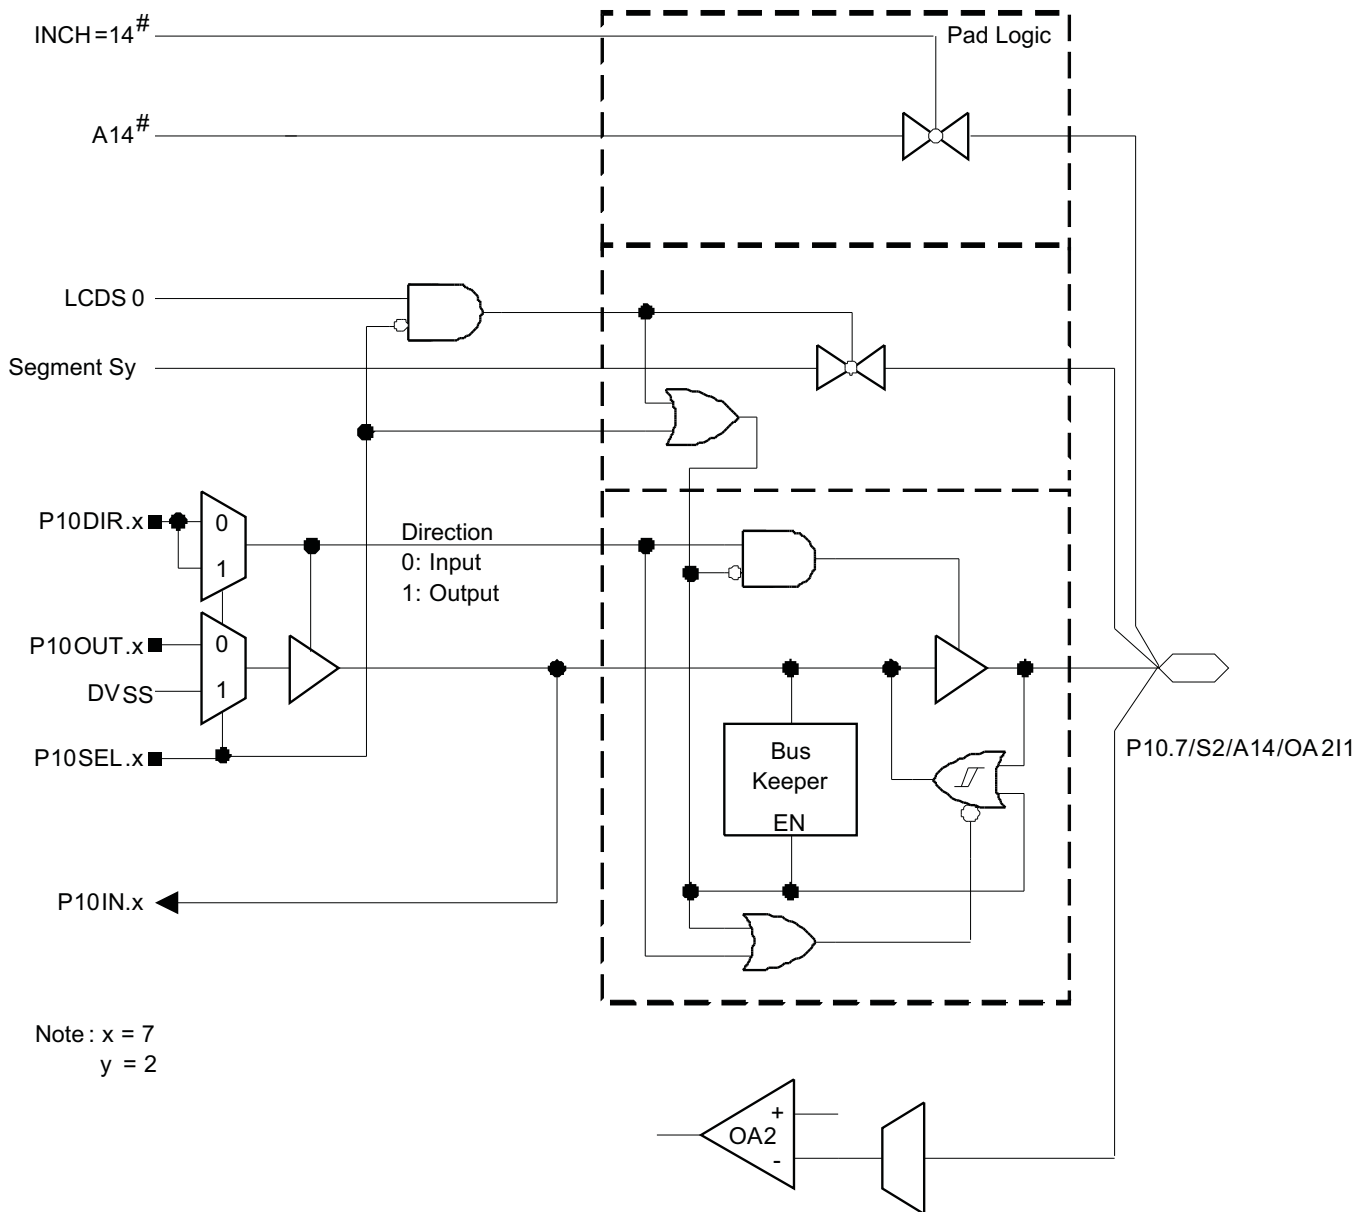 INCH=14#
Pad Logic
A14#
LCDS0
Segment Sy
P10DIR.x
0
1
Direction
0: Input
1: Output
P10OUT.x
0
DVSS
1
P10SEL.x
Bus
Keeper
EN
P10.7/S2/A14/OA2I1
P10IN.x
Note: x = 7
y = 2
+
OA2
-